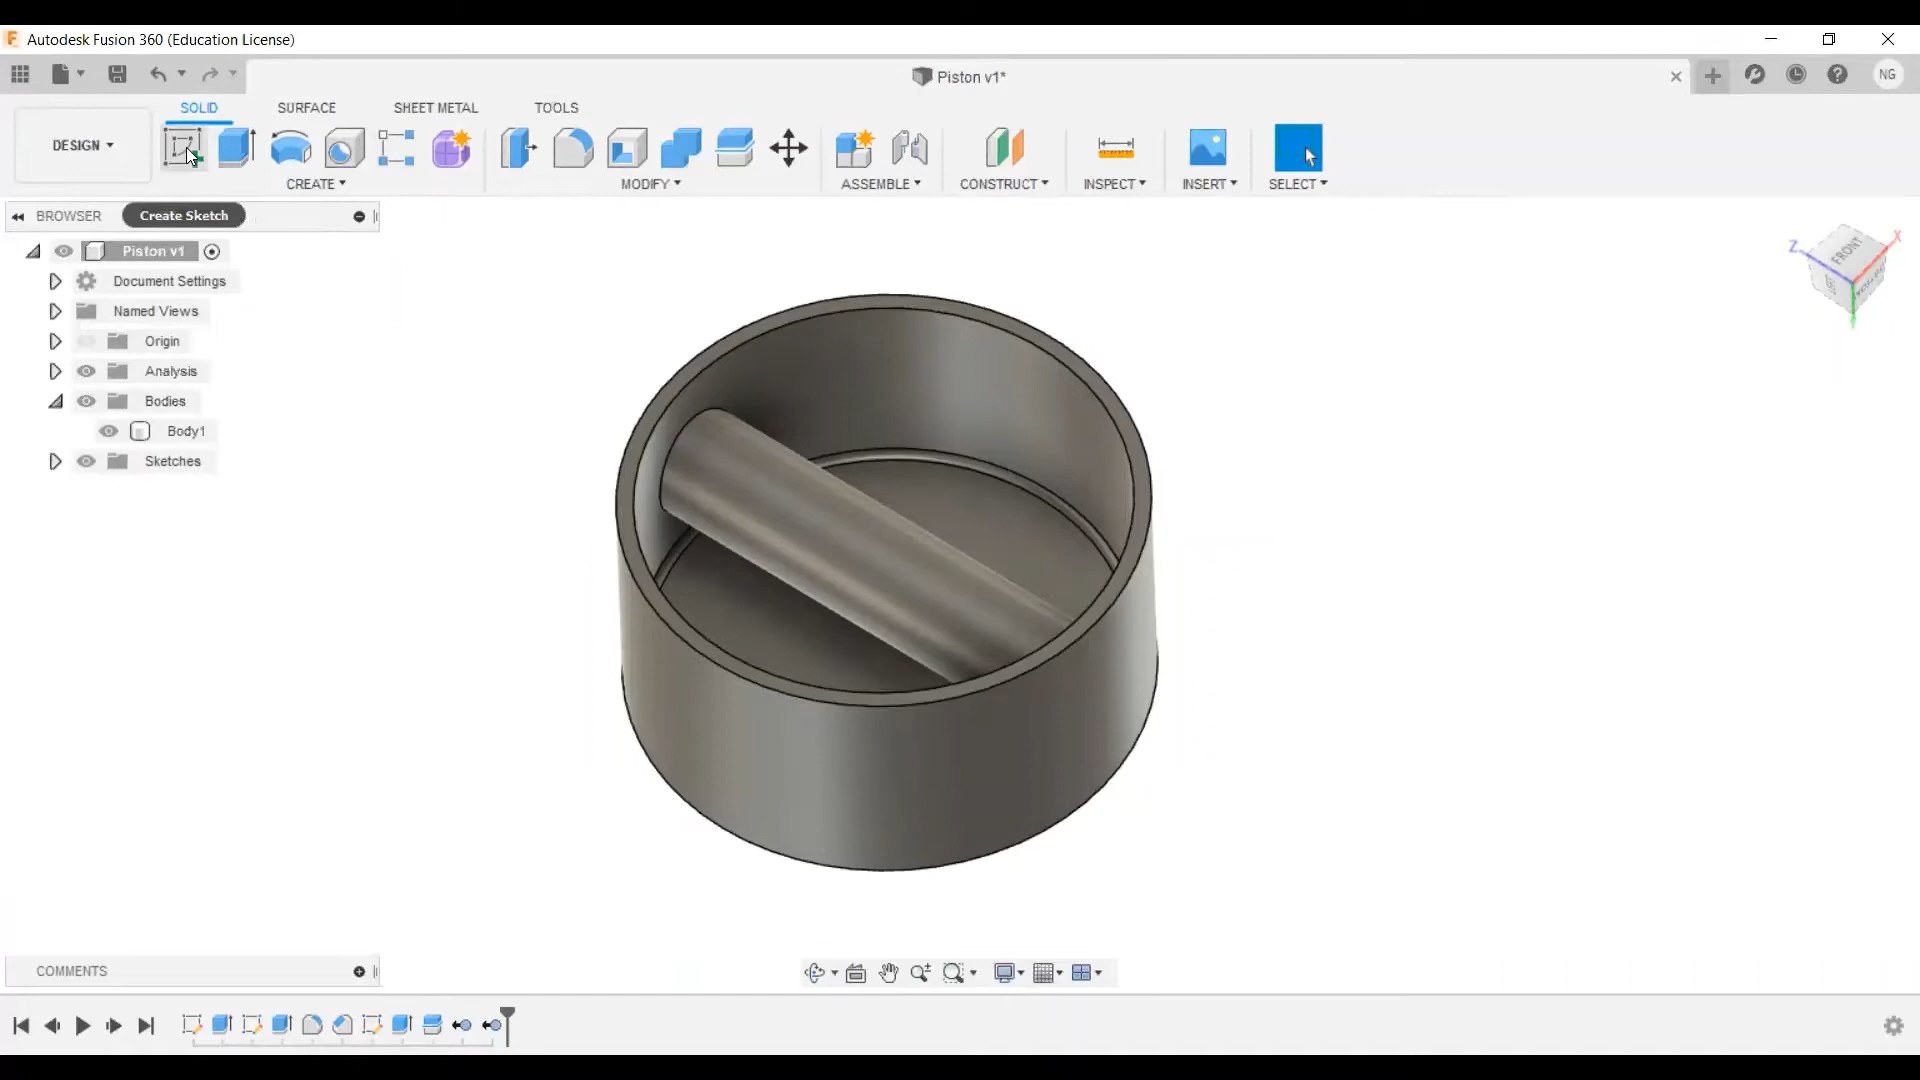 Autodesk Fusion 360 (Education License)
Piston v1*
NG
SOLID SURFACE SHEET METAL TOOLS
DESIGN
CREATE MODIFY ASSEMBLE CONSTRUCT INSPECT INSERT SELECT
BROWSER
Create Sketch
Piston v1
Document Settings
Named Views
Origin
Analysis
Bodies
Body1
Sketches
Z
X
FRONT
COMMENTS